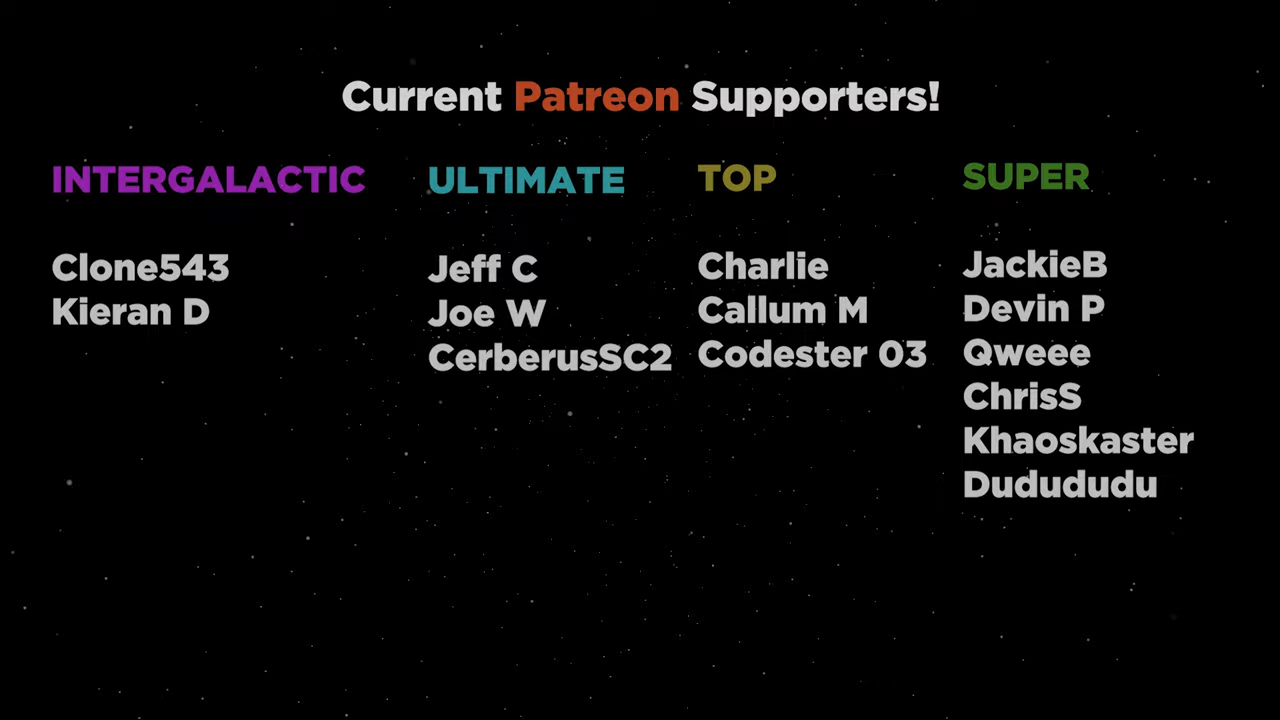 Current Patreon Supporters!
INTERGALACTIC
Clone543
Kieran D
ULTIMATE
Jeff C
Joe W
CerberusSC2
TOP
Charlie
Callum M
Codester 03
SUPER
JackieB
Devin P
Qweee
ChrisS
Khaoskaster
Dudududu